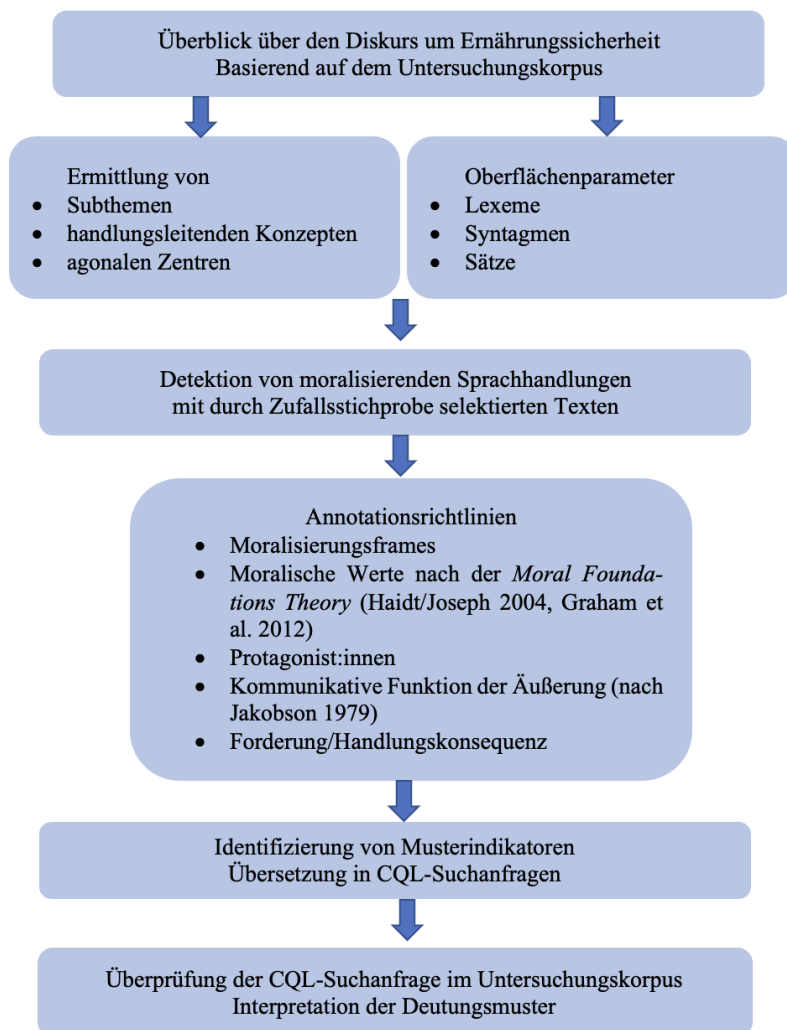 Überblick über den Diskurs um Ernährungssicherheit
Basierend auf dem Untersuchungskorpus
Ermittlung von
• Subthemen
• handlungsleitenden Konzepten
• agonalen Zentren
Oberflächenparameter
• Lexeme
• Syntagmen
• Sätze
Detektion von moralisierenden Sprachhandlungen
mit durch Zufallsstichprobe selektierten Texten
Annotationsrichtlinien
• Moralisierungsframes
• Moralische Werte nach der Moral Founda-
tions Theory (Haidt/Joseph 2004, Graham et
al. 2012)
• Protagonist:innen
• Kommunikative Funktion der Äußerung (nach
Jakobson 1979)
• Forderung/Handlungskonsequenz
Identifizierung von Musterindikatoren
Übersetzung in CQL-Suchanfragen
Überprüfung der CQL-Suchanfrage im Untersuchungskorpus
Interpretation der Deutungsmuster